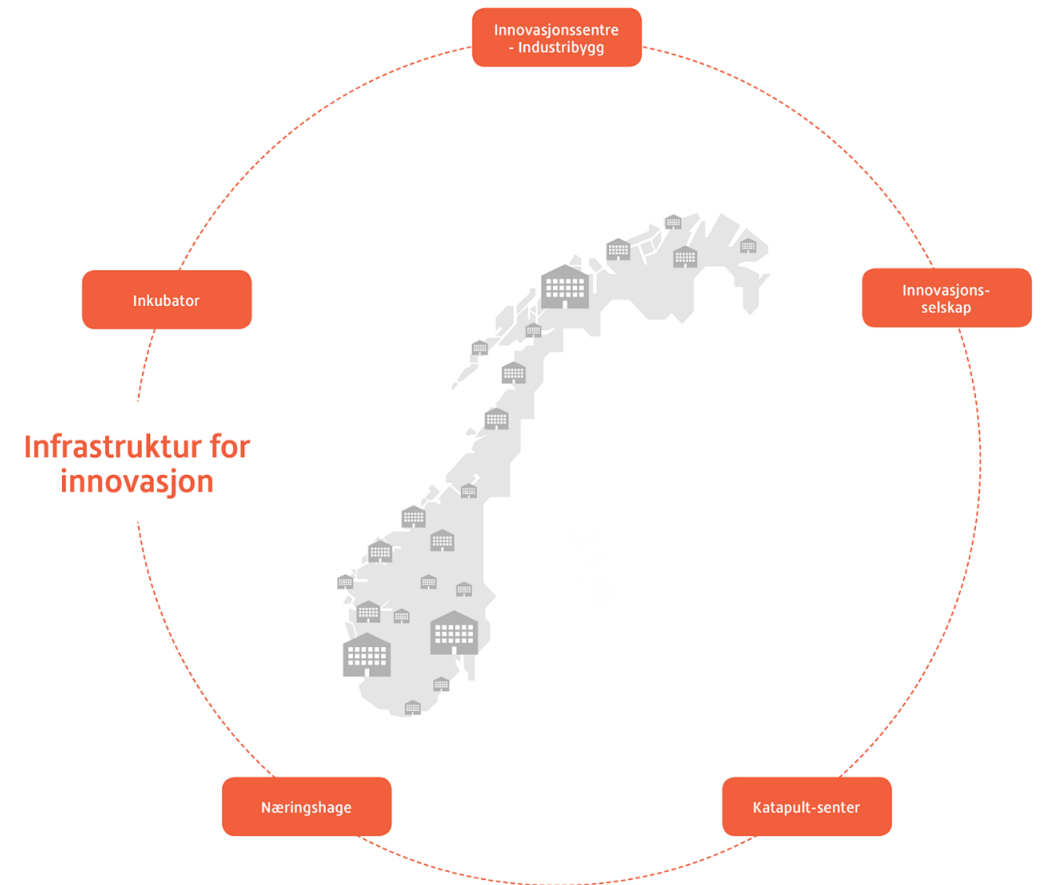 Innovasjonssentre
- Industribygg
Inkubator
Innovasjons-
selskap
Infrastruktur for
innovasjon
Næringshage
Katapult-senter